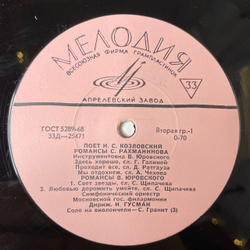 МЕЛОДИЯ
ВСЕСОЮЗНАЯ ФИРМА ГРАМПЛАСТИНОК
33
АПРЕЛЕВСКИЙ ЗАВОД
ГОСТ 5289-68
33Д—25471
Вторая гр.-1
0-70
ПОЕТ И. С. КОЗЛОВСКИЙ
РОМАНСЫ С. РАХМАНИНОВА
Инструментовка В. Юровского
Здесь хорошо, сл. Г. Галиной
Проходит все, сл. Д. Ратгауза
Мы отдохнем, сл. А. Чехова
РОМАНСЫ В. ЮРОВСКОГО
1. Свет звезды, сл. С. Щипачева
2. Любовью дорожить умейте, сл. С. Щипачева
Симфонический оркестр
Московской гос. филармонии
Дириж. И. ГУСМАН
Соло на виолончели—С. Гранит (3)